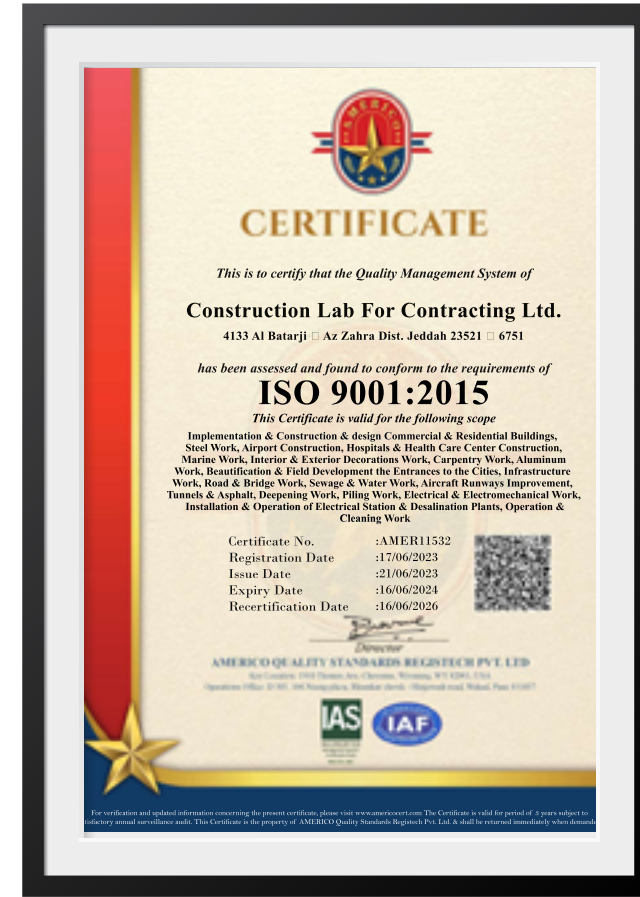 AMERICO
CERTIFICATE
This is to certify that the Quality Management System of
Construction Lab For Contracting Ltd.
4133 Al Batarji □ Az Zahra Dist. Jeddah 23521 □ 6751
has been assessed and found to conform to the requirements of
ISO 9001:2015
This Certificate is valid for the following scope
Implementation & Construction & design Commercial & Residential Buildings,
Steel Work, Airport Construction, Hospitals & Health Care Center Construction,
Marine Work, Interior & Exterior Decorations Work, Carpentry Work, Aluminum
Work, Beautification & Field Development the Entrances to the Cities, Infrastructure
Work, Road & Bridge Work, Sewage & Water Work, Aircraft Runways Improvement,
Tunnels & Asphalt, Deepening Work, Piling Work, Electrical & Electromechanical Work,
Installation & Operation of Electrical Station & Desalination Plants, Operation &
Cleaning Work
Certificate No. :AMER11532
Registration Date :17/06/2023
Issue Date :21/06/2023
Expiry Date :16/06/2024
Recertification Date :16/06/2026
Director
AMERICO QUALITY STANDARDS REGISTECH PVT. LTD
IAS
IAF
For verification and updated information concerning the present certificate, please visit www.americocert.com The Certificate is valid for period of 3 years subject to
tisfactory annual surveillance audit. This Certificate is the property of AMERICO Quality Standards Registech Pvt. Ltd. & shall be returned immediately when demand